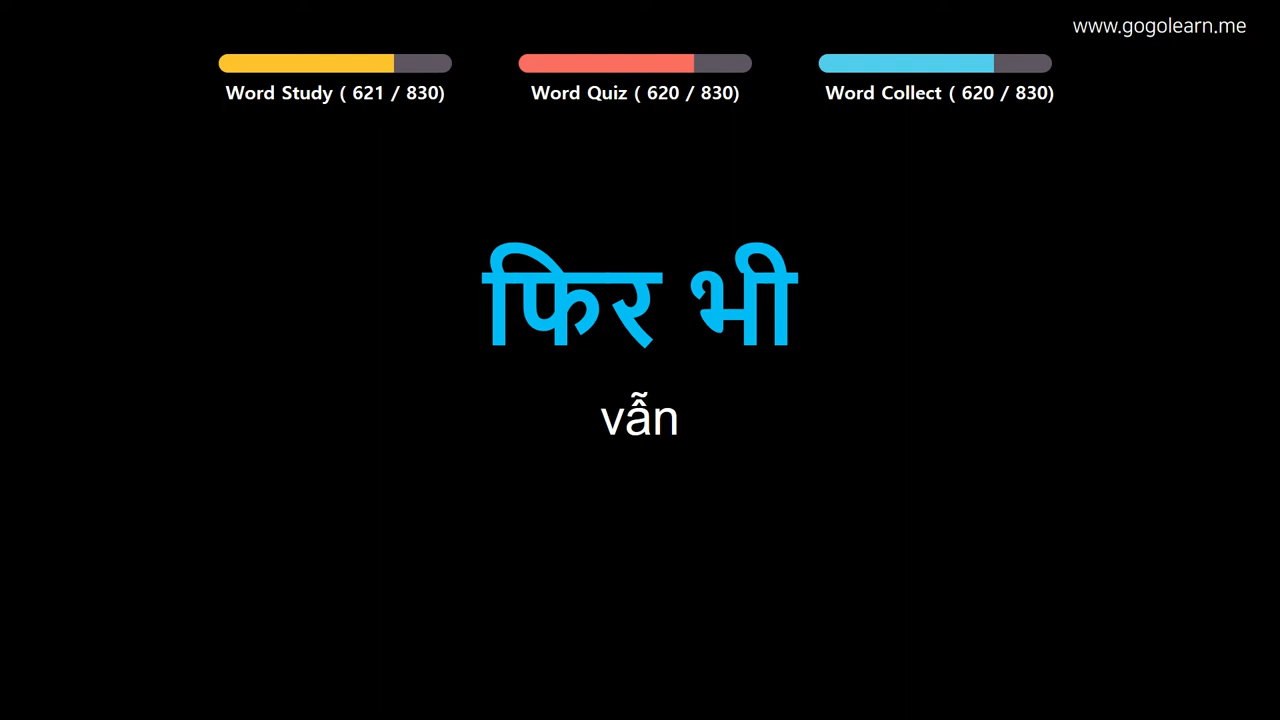 www.gogolearn.me
Word Study ( 621 / 830)
Word Quiz ( 620 / 830)
Word Collect ( 620 / 830)
फिर भी
vẫn